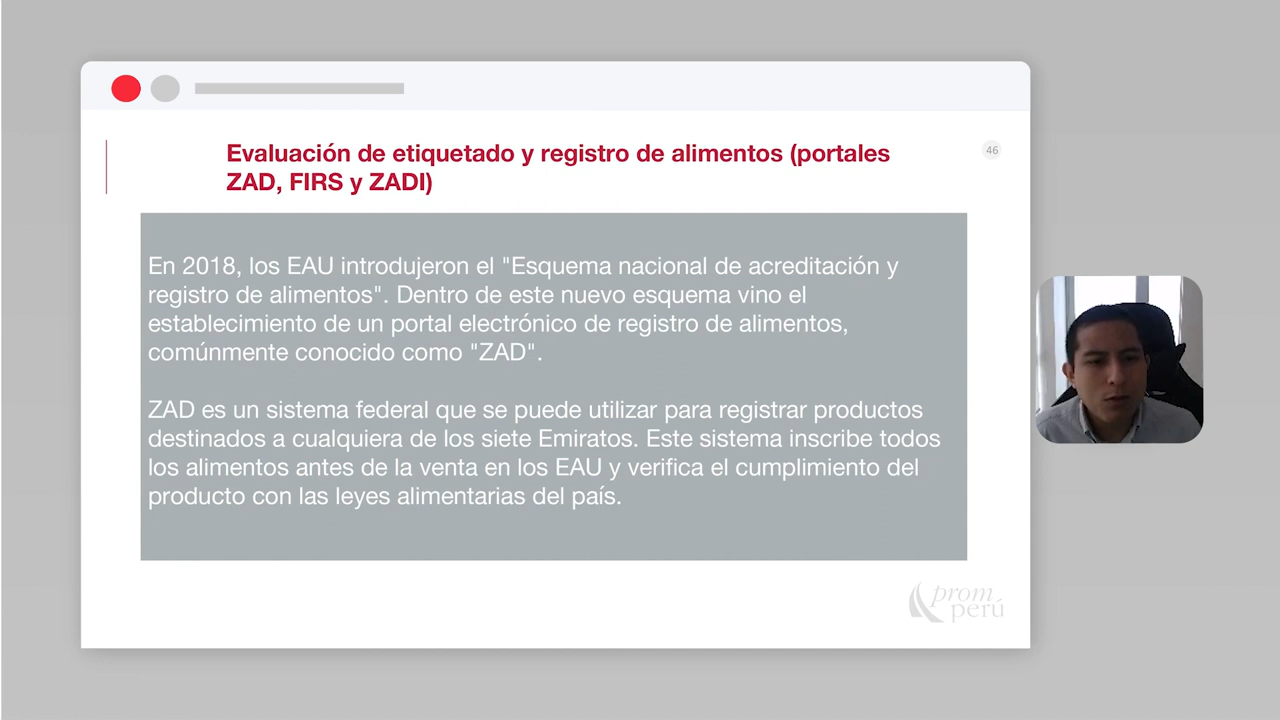 Evaluación de etiquetado y registro de alimentos (portales
ZAD, FIRS y ZADI)
46
En 2018, los EAU introdujeron el "Esquema nacional de acreditación y
registro de alimentos". Dentro de este nuevo esquema vino el
establecimiento de un portal electrónico de registro de alimentos,
comúnmente conocido como "ZAD".
ZAD es un sistema federal que se puede utilizar para registrar productos
destinados a cualquiera de los siete Emiratos. Este sistema inscribe todos
los alimentos antes de la venta en los EAU y verifica el cumplimiento del
producto con las leyes alimentarias del país.
prom
perú